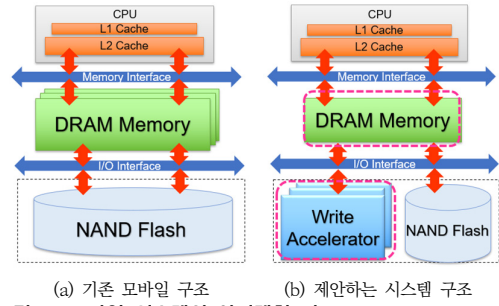 CPU
L1 Cache
L2 Cache
Memory Interface
DRAM Memory
I/O Interface
NAND Flash
(a) 기존 모바일 구조
CPU
L1 Cache
L2 Cache
Memory Interface
DRAM Memory
I/O Interface
Write
Accelerator
NAND Flash
(b) 제안하는 시스템 구조